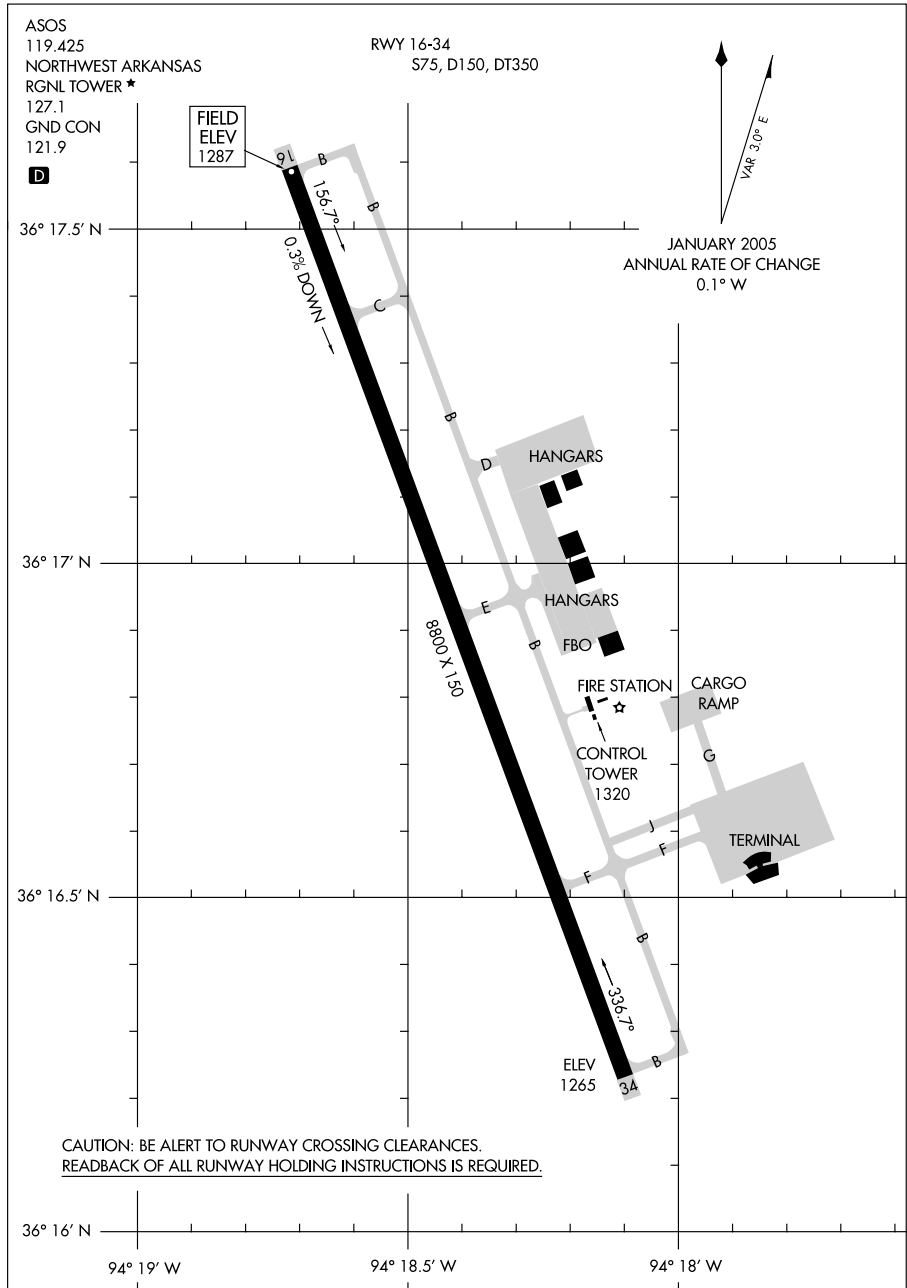 ASOS
119.425
NORTHWEST ARKANSAS
RGNL TOWER ★
127.1
GND CON
121.9
D
RWY 16-34
S75, D150, DT350
VAR 3.0° E
JANUARY 2005
ANNUAL RATE OF CHANGE
0.1° W
FIELD
ELEV
1287
16
B
156.7°
B
36° 17.5' N
0.3% DOWN
C
B
D
HANGARS
36° 17' N
HANGARS
E
8800 X 150
B
FBO
FIRE STATION
CARGO
RAMP
G
CONTROL
TOWER
1320
J
F
TERMINAL
F
36° 16.5' N
B
336.7°
ELEV
1265
B
34
CAUTION: BE ALERT TO RUNWAY CROSSING CLEARANCES.
READBACK OF ALL RUNWAY HOLDING INSTRUCTIONS IS REQUIRED.
36° 16' N
94° 19' W
94° 18.5' W
94° 18' W